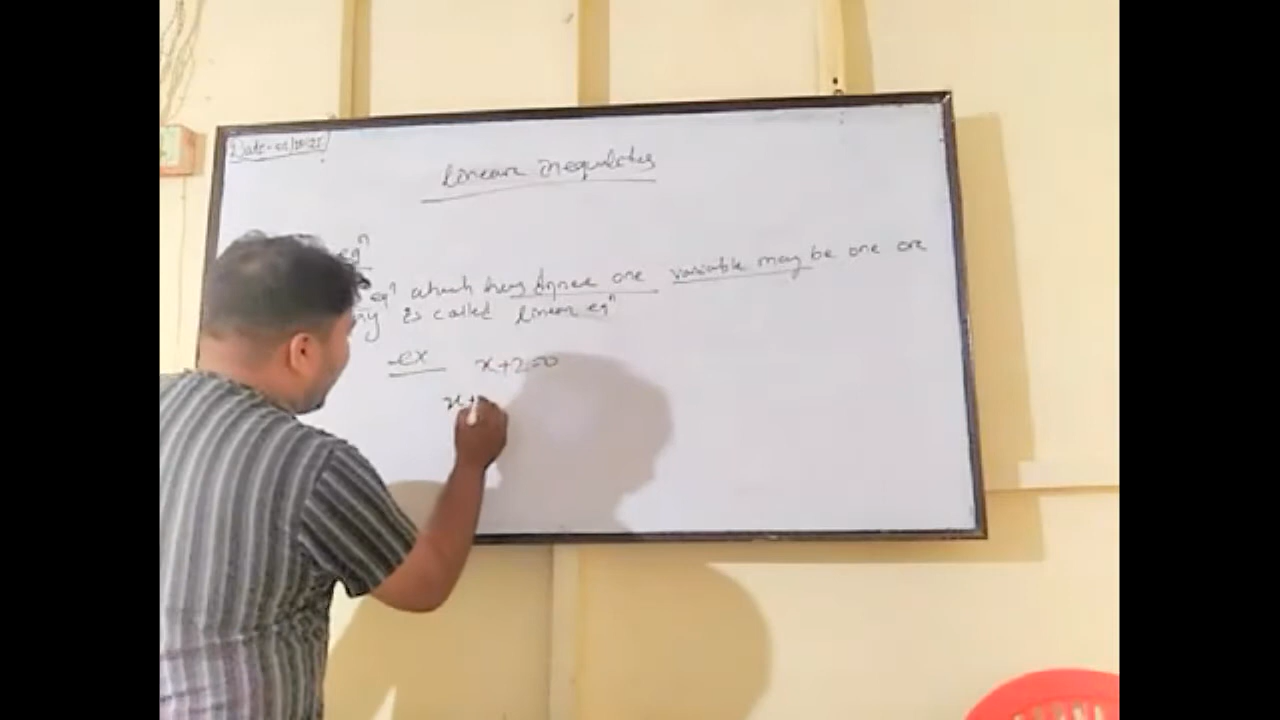 Linear inequalities
eqⁿ
eqⁿ which has degree one variable may be one or
ny is called linear eqⁿ
ex x+2=0
x+